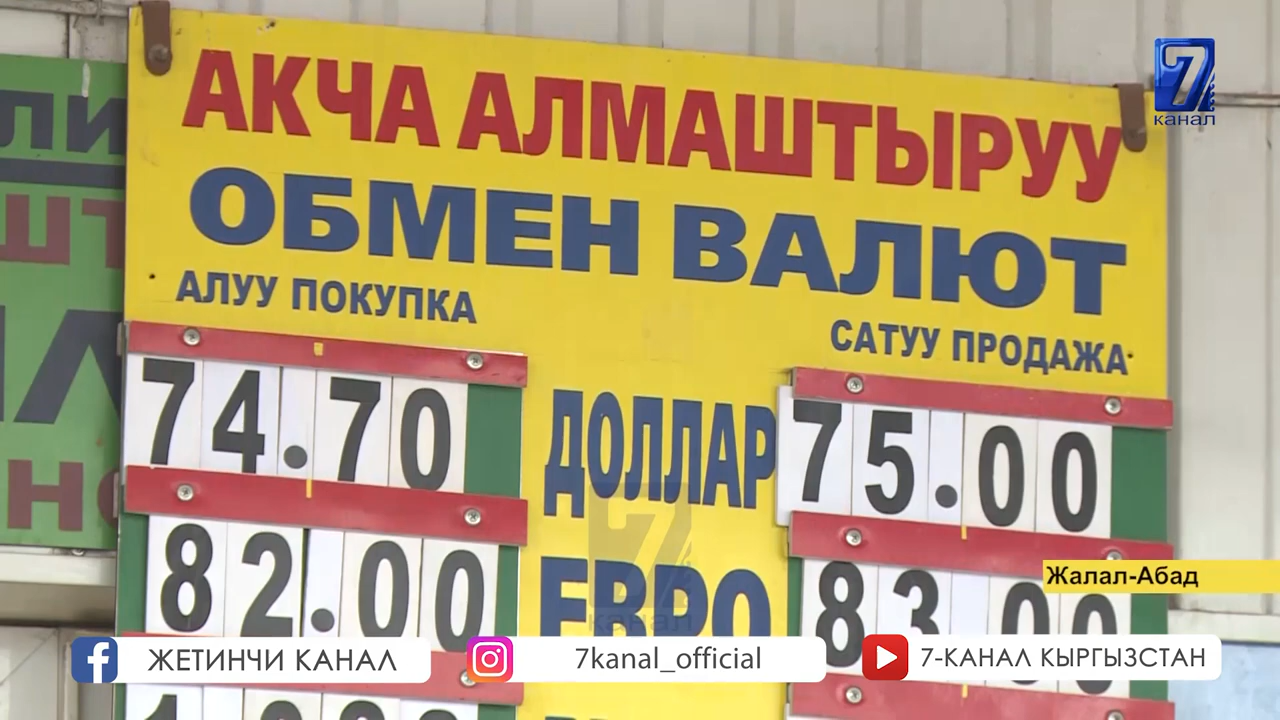 7
канал
АКЧА АЛМАШТЫРУУ
ОБМЕН ВАЛЮТ
АЛУУ ПОКУПКА
САТУУ ПРОДАЖА
74.70 ДОЛЛАР 75.00
82.00 ЕВРО 83.00
Жалал-Абад
ЖЕТИНЧИ КАНАЛ
7kanal_official
7-КАНАЛ КЫРГЫЗСТАН